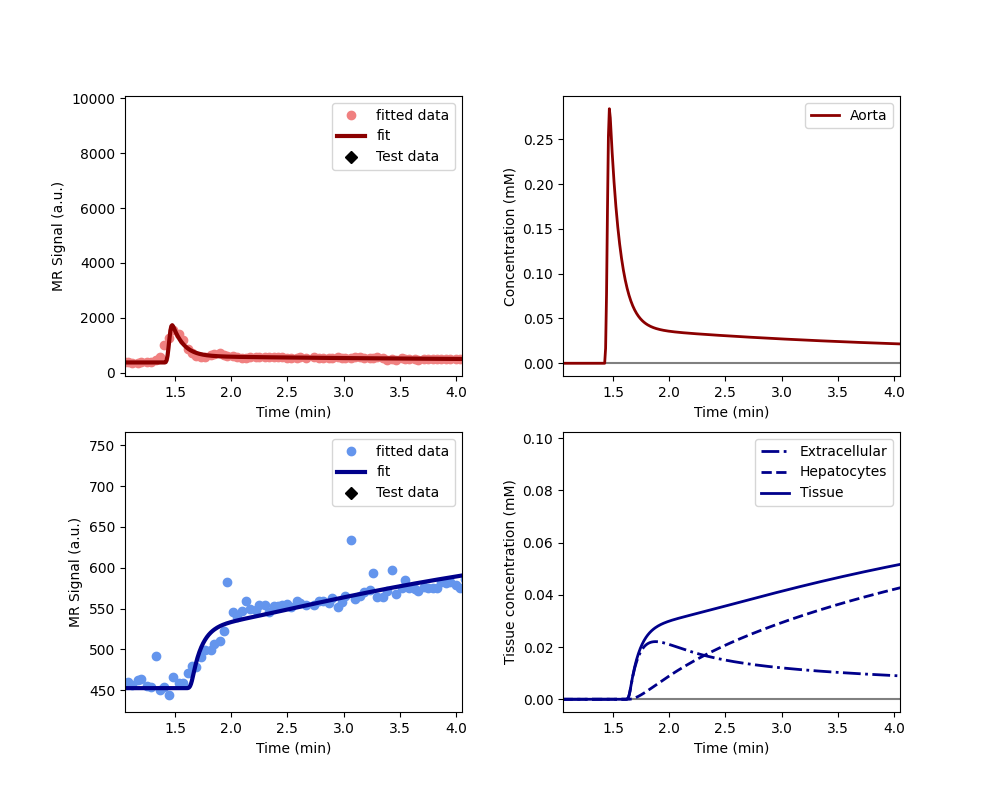 10000
8000
6000
4000
2000
0
MR Signal (a.u.)
fitted data
fit
Test data
1.5 2.0 2.5 3.0 3.5 4.0
Time (min)
0.25
0.20
0.15
0.10
0.05
0.00
Concentration (mM)
Aorta
1.5 2.0 2.5 3.0 3.5 4.0
Time (min)
750
700
650
600
550
500
450
MR Signal (a.u.)
fitted data
fit
Test data
1.5 2.0 2.5 3.0 3.5 4.0
Time (min)
0.10
0.08
0.06
0.04
0.02
0.00
Tissue concentration (mM)
Extracellular
Hepatocytes
Tissue
1.5 2.0 2.5 3.0 3.5 4.0
Time (min)